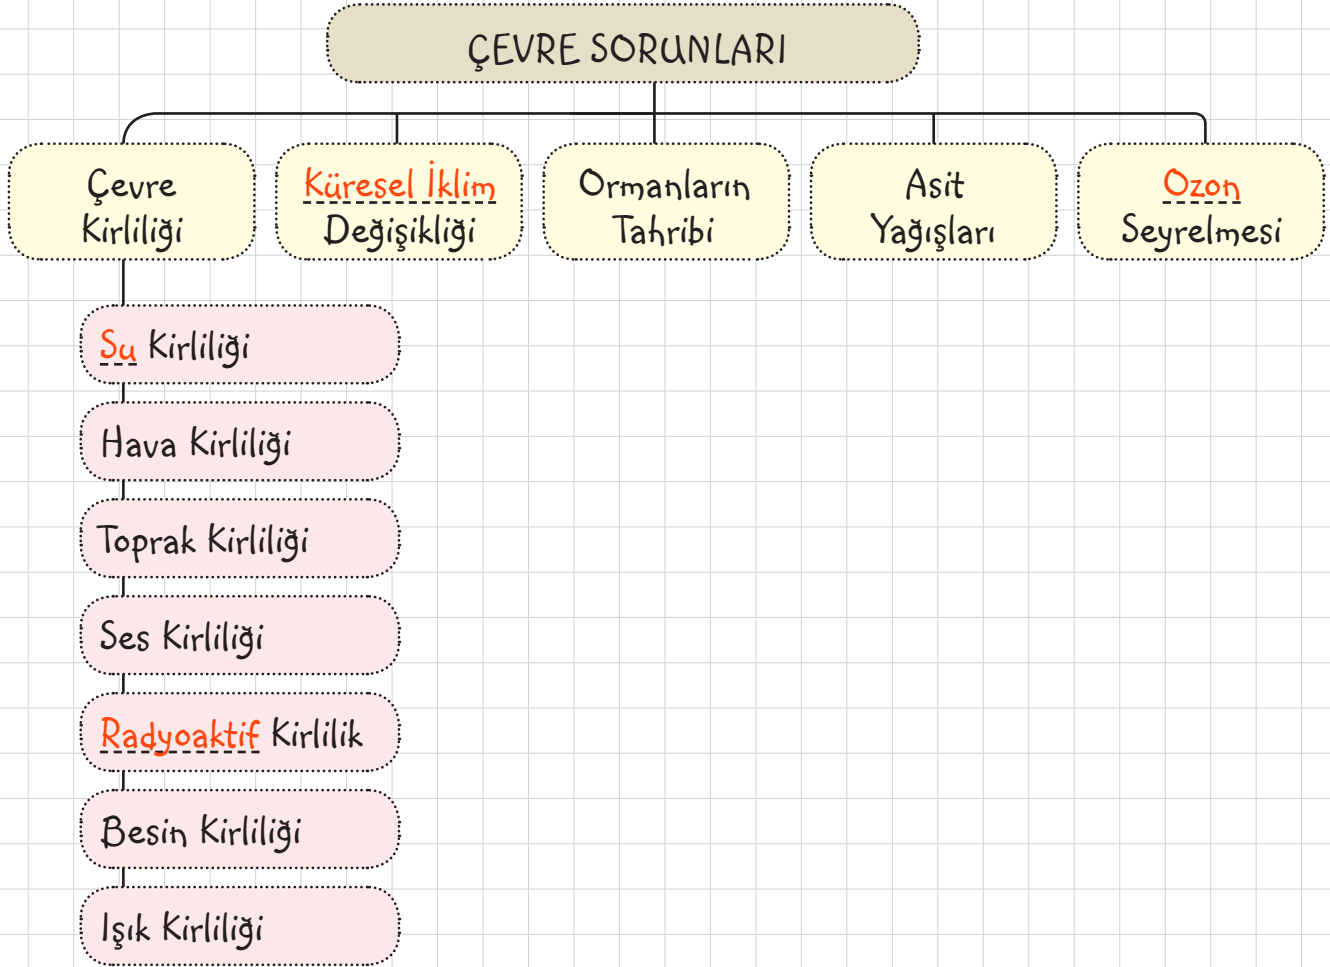 ÇEVRE SORUNLARI
Çevre
Kirliliği
Küresel İklim
Değişikliği
Ormanların
Tahribi
Asit
Yağışları
Ozon
Seyrelmesi
Su Kirliliği
Hava Kirliliği
Toprak Kirliliği
Ses Kirliliği
Radyoaktif Kirlilik
Besin Kirliliği
Işık Kirliliği